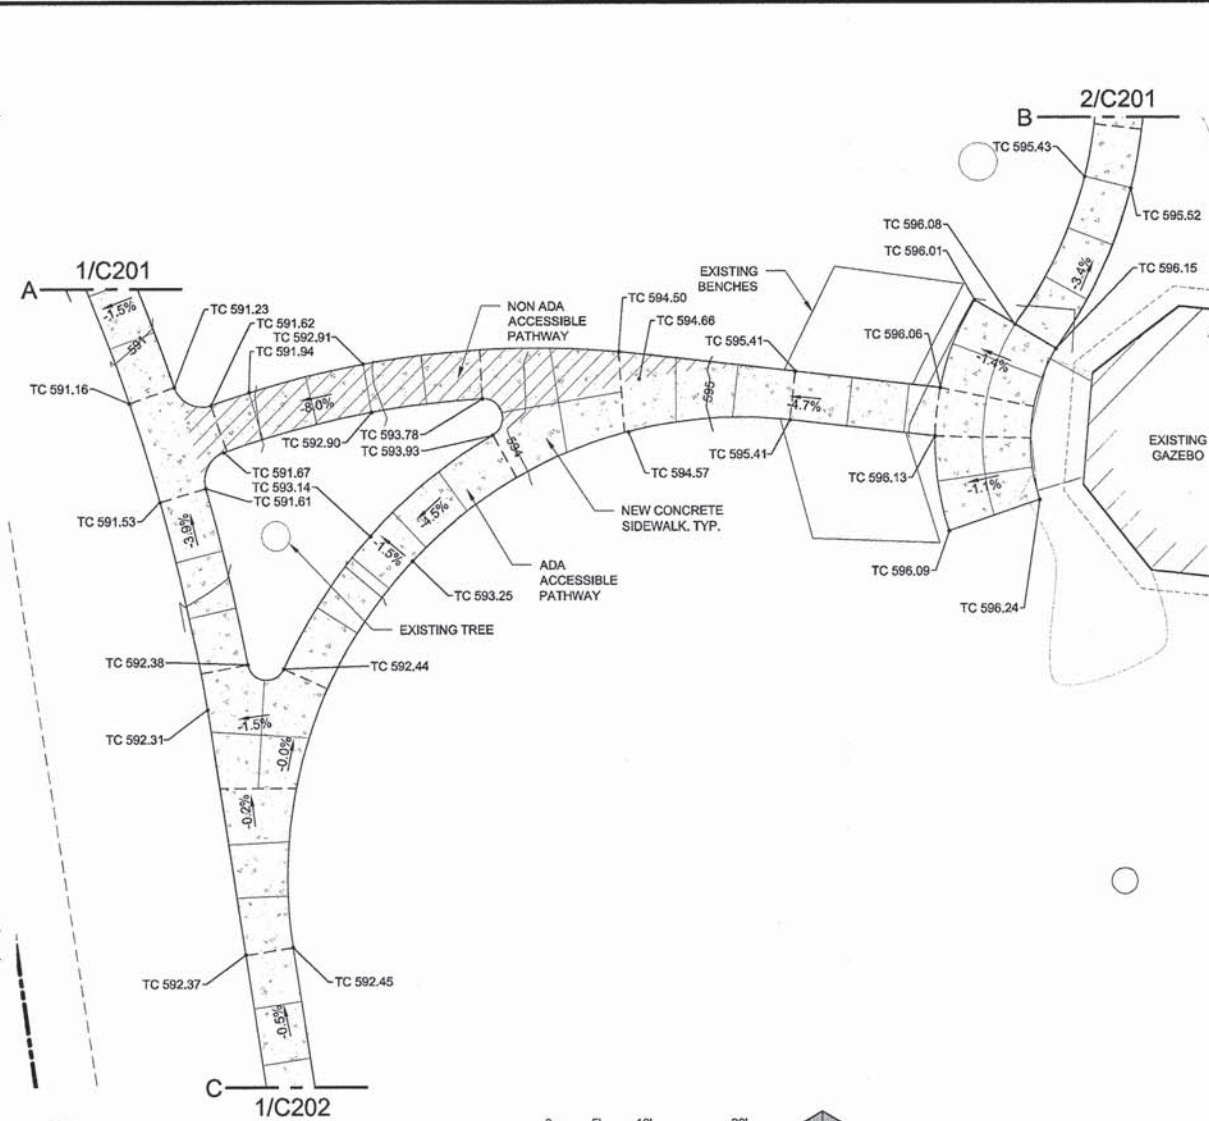 2/C201
B
TC 595.43
TC 595.52
TC 596.08
TC 596.01
-3.4%
TC 596.15
1/C201
A
-1.5%
EXISTING
BENCHES
TC 591.23
NON ADA
ACCESSIBLE
PATHWAY
TC 594.50
TC 591.62
TC 594.66
TC 592.91
TC 595.41
TC 596.06
TC 591.94
591
-1.4%
TC 591.16
595
-8.0%
-4.7%
TC 592.90
TC 593.78
TC 593.93
594
TC 595.41
EXISTING
GAZEBO
TC 591.67
TC 594.57
TC 596.13
TC 593.14
-1.1%
TC 591.61
TC 591.53
-3.9%
-4.5%
NEW CONCRETE
SIDEWALK. TYP.
-1.5%
ADA
ACCESSIBLE
PATHWAY
TC 596.09
TC 593.25
TC 596.24
EXISTING TREE
TC 592.38
TC 592.44
-1.5%
TC 592.31
-0.0%
-0.2%
TC 592.37
TC 592.45
-0.5%
C
1/C202